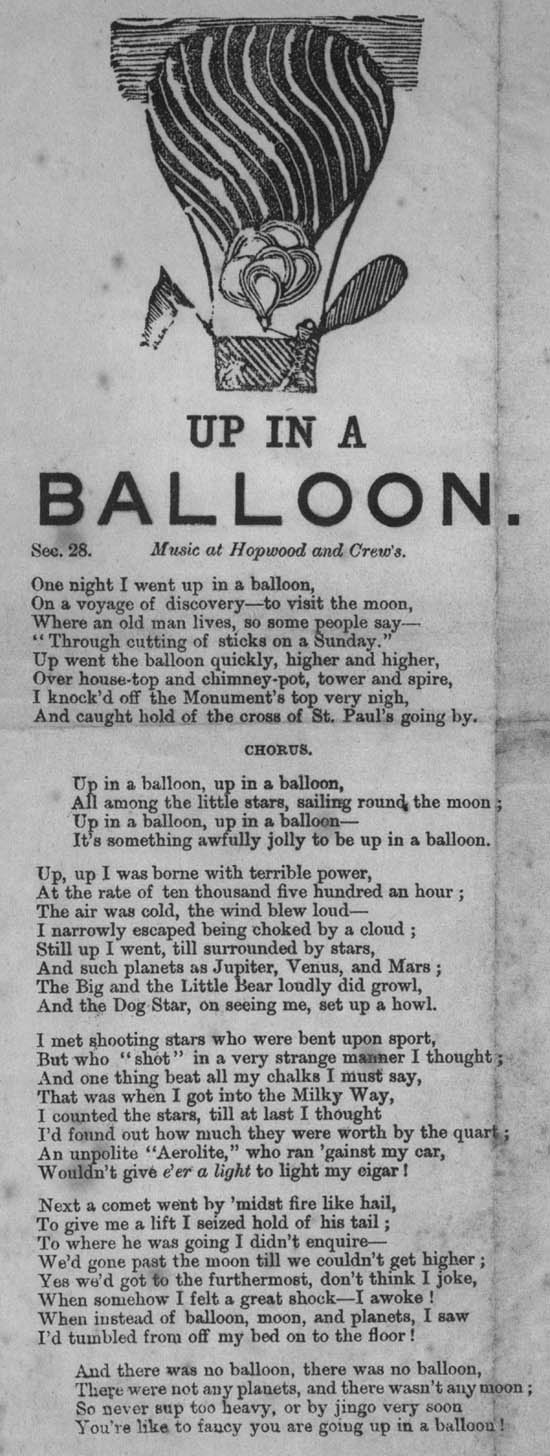 UP IN A
BALLOON.
Sec. 28. Music at Hopwood and Crew's.
One night I went up in a balloon,
On a voyage of discovery—to visit the moon,
Where an old man lives, so some people say—
“Through cutting of sticks on a Sunday.”
Up went the balloon quickly, higher and higher,
Over house-top and chimney-pot, tower and spire,
I knock'd off the Monument's top very nigh,
And caught hold of the cross of St. Paul's going by.
CHORUS.
Up in a balloon, up in a balloon,
All among the little stars, sailing round the moon ;
Up in a balloon, up in a balloon—
It's something awfully jolly to be up in a balloon.
Up, up I was borne with terrible power,
At the rate of ten thousand five hundred an hour ;
The air was cold, the wind blew loud—
I narrowly escaped being choked by a cloud ;
Still up I went, till surrounded by stars,
And such planets as Jupiter, Venus, and Mars ;
The Big and the Little Bear loudly did growl,
And the Dog Star, on seeing me, set up a howl.
I met shooting stars who were bent upon sport,
But who “shot” in a very strange manner I thought ;
And one thing beat all my chalks I must say,
That was when I got into the Milky Way,
I counted the stars, till at last I thought
I'd found out how much they were worth by the quart ;
An unpolite “Aerolite,” who ran 'gainst my car,
Wouldn't give e'er a light to light my cigar !
Next a comet went by 'midst fire like hail,
To give me a lift I seized hold of his tail ;
To where he was going I didn't enquire—
We'd gone past the moon till we couldn't get higher ;
Yes we'd got to the furthermost, don't think I joke,
When somehow I felt a great shock—I awoke !
When instead of balloon, moon, and planets, I saw
I'd tumbled from off my bed on to the floor !
And there was no balloon, there was no balloon,
There were not any planets, and there wasn't any moon ;
So never sup too heavy, or by jingo very soon
You're like to fancy you are going up in a balloon !